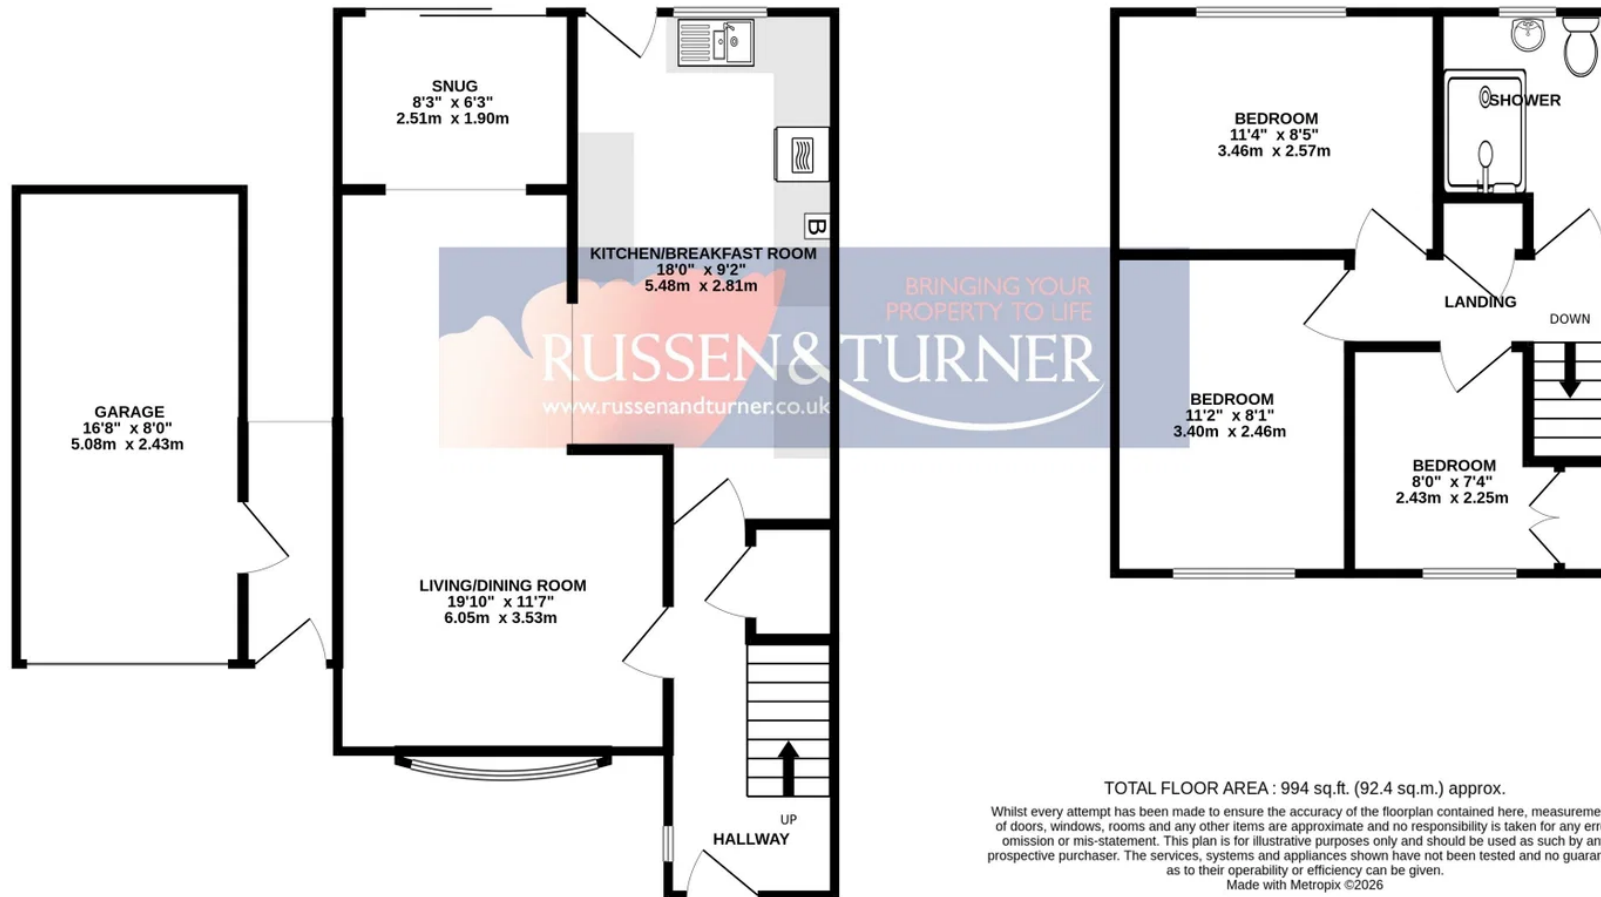 SNUG
8'3" x 6'3"
2.51m x 1.90m
KITCHEN/BREAKFAST ROOM
18'0" x 9'2"
5.48m x 2.81m
B
GARAGE
16'8" x 8'0"
5.08m x 2.43m
LIVING/DINING ROOM
19'10" x 11'7"
6.05m x 3.53m
UP
HALLWAY
BRINGING YOUR
PROPERTY TO LIFE
RUSSEN & TURNER
www.russenandturner.co.uk
BEDROOM
11'4" x 8'5"
3.46m x 2.57m
SHOWER
LANDING
DOWN
BEDROOM
11'2" x 8'1"
3.40m x 2.46m
BEDROOM
8'0" x 7'4"
2.43m x 2.25m
TOTAL FLOOR AREA : 994 sq.ft. (92.4 sq.m.) approx.
Whilst every attempt has been made to ensure the accuracy of the floorplan contained here, measureme
of doors, windows, rooms and any other items are approximate and no responsibility is taken for any err
omission or mis-statement. This plan is for illustrative purposes only and should be used as such by an
prospective purchaser. The services, systems and appliances shown have not been tested and no guaran
as to their operability or efficiency can be given.
Made with Metropix ©2026